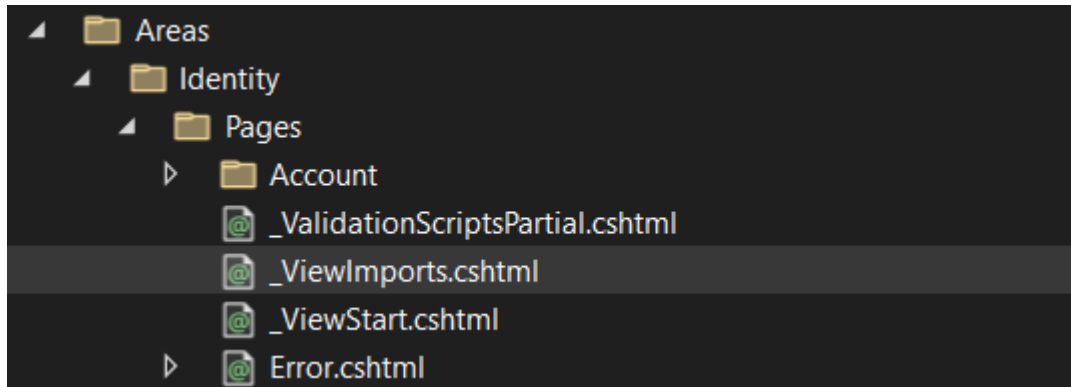 Areas
Identity
Pages
Account
_ValidationScriptsPartial.cshtml
_ViewImports.cshtml
_ViewStart.cshtml
Error.cshtml